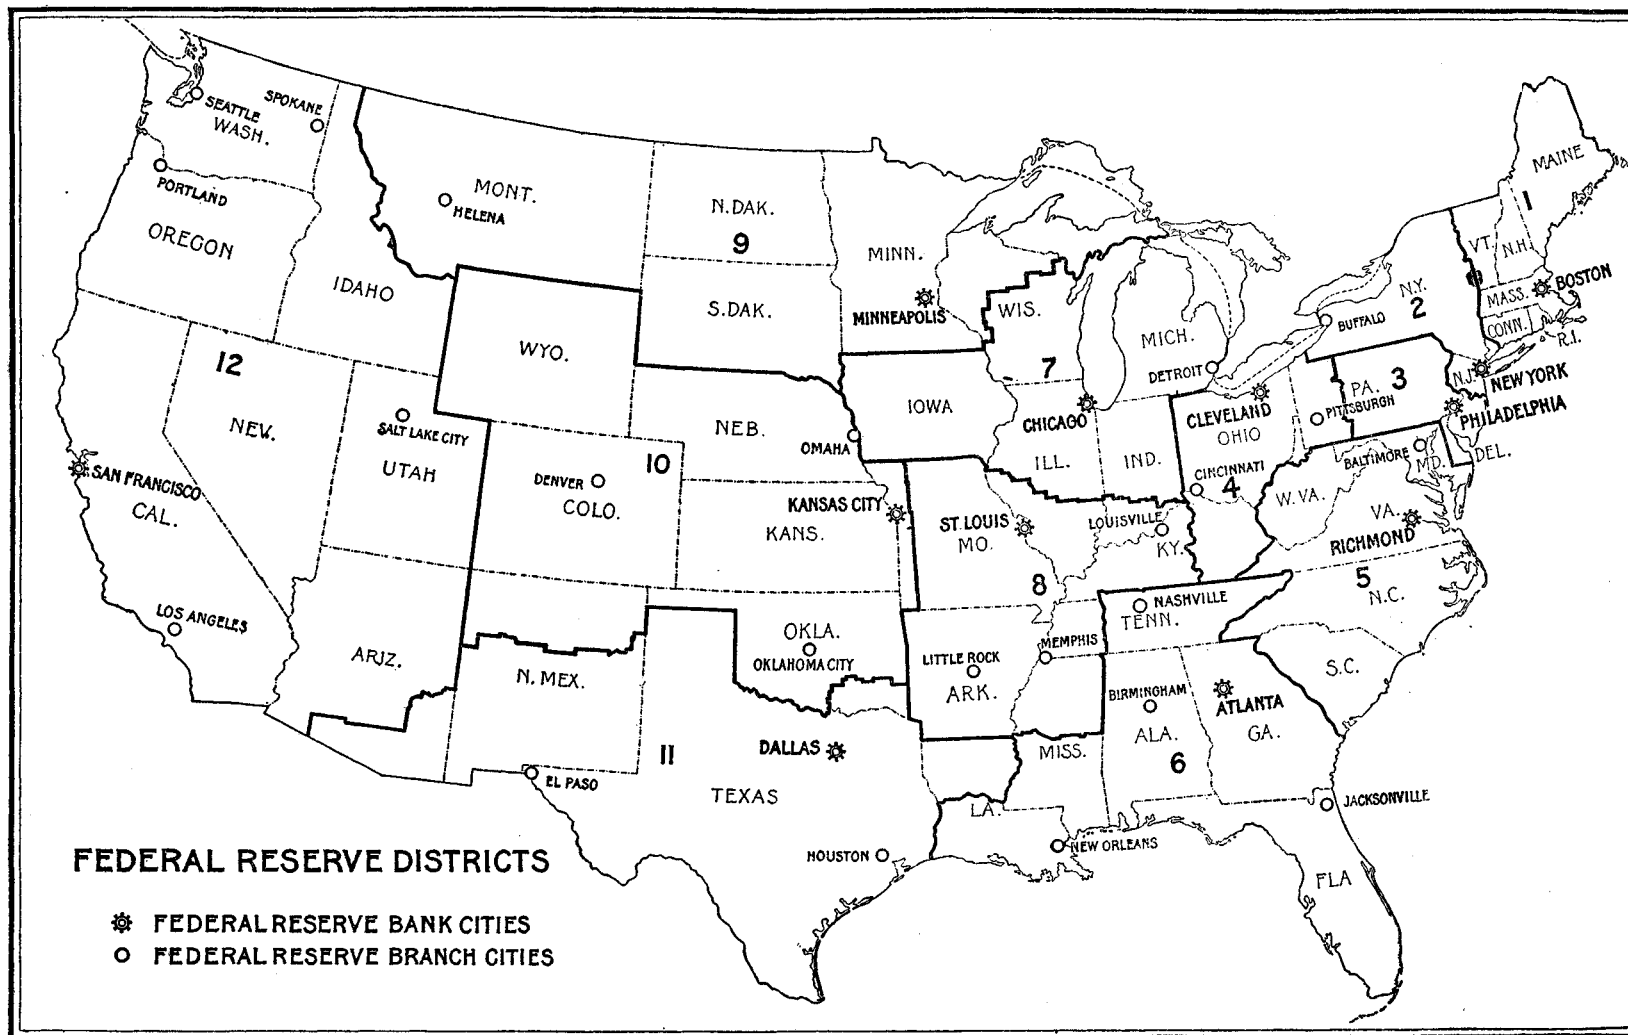 SEATTLE
SPOKANE
WASH.
PORTLAND
OREGON
IDAHO
MONT.
HELENA
N.DAK.
9
S.DAK.
MINN.
MINNEAPOLIS
WIS.
MICH.
7
DETROIT
CHICAGO
MAINE
1
VT.
N.H.
BOSTON
MASS.
CONN.
R.I.
N.Y.
2
BUFFALO
N.J.
NEW YORK
PA.
3
PHILADELPHIA
PITTSBURGH
CLEVELAND
OHIO
CINCINNATI
4
BALTIMORE
MD.
DEL.
W.VA.
VA.
RICHMOND
5
N.C.
S.C.
WYO.
12
NEV.
SALT LAKE CITY
UTAH
SAN FRANCISCO
CAL.
LOS ANGELES
ARIZ.
NEB.
OMAHA
10
DENVER
COLO.
KANSAS CITY
KANS.
IOWA
ILL.
IND.
ST. LOUIS
MO.
LOUISVILLE
KY.
8
NASHVILLE
TENN.
MEMPHIS
LITTLE ROCK
ARK.
OKLA.
OKLAHOMA CITY
N. MEX.
11
DALLAS
EL PASO
TEXAS
HOUSTON
LA.
NEW ORLEANS
MISS.
BIRMINGHAM
ALA.
6
ATLANTA
GA.
JACKSONVILLE
FLA
FEDERAL RESERVE DISTRICTS
FEDERAL RESERVE BANK CITIES
FEDERAL RESERVE BRANCH CITIES